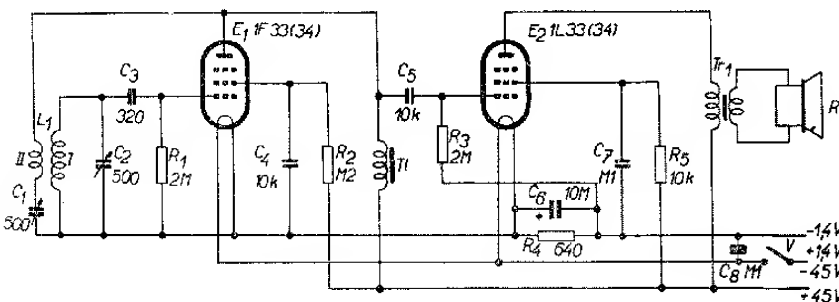 E1 1F33(34)
E2 1L33(34)
C3
320
L1
II
I
C1
500
C2
500
R1
2M
C4
10k
R2
M2
Tl
C5
10k
R3
2M
C6
10M
+
R4
640
C7
M1
R5
10k
Tr1
R
V
C8 M1
-1,4V
+1,4V
-45V
+45V